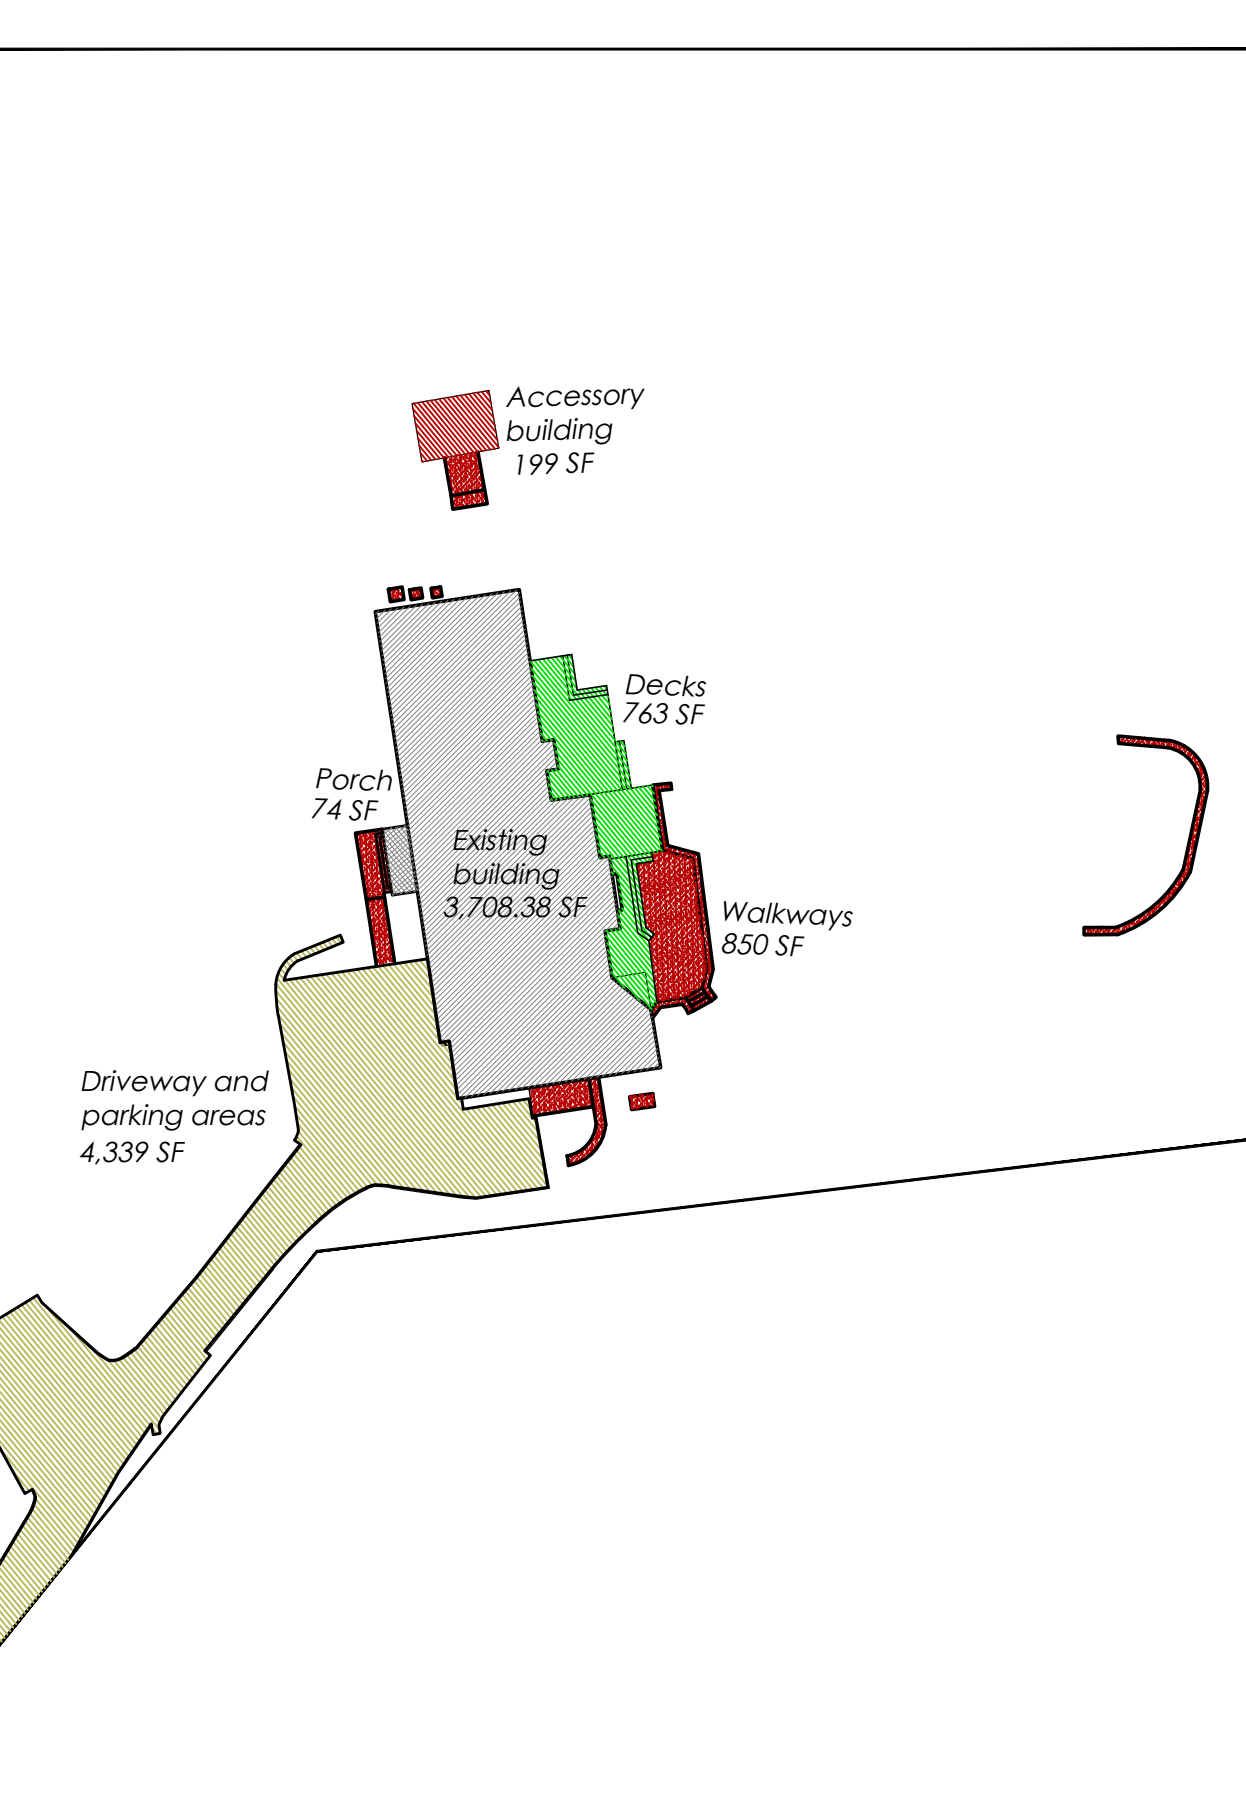 Accessory
building
199 SF
Decks
763 SF
Porch
74 SF
Existing
building
3,708.38 SF
Walkways
850 SF
Driveway and
parking areas
4,339 SF